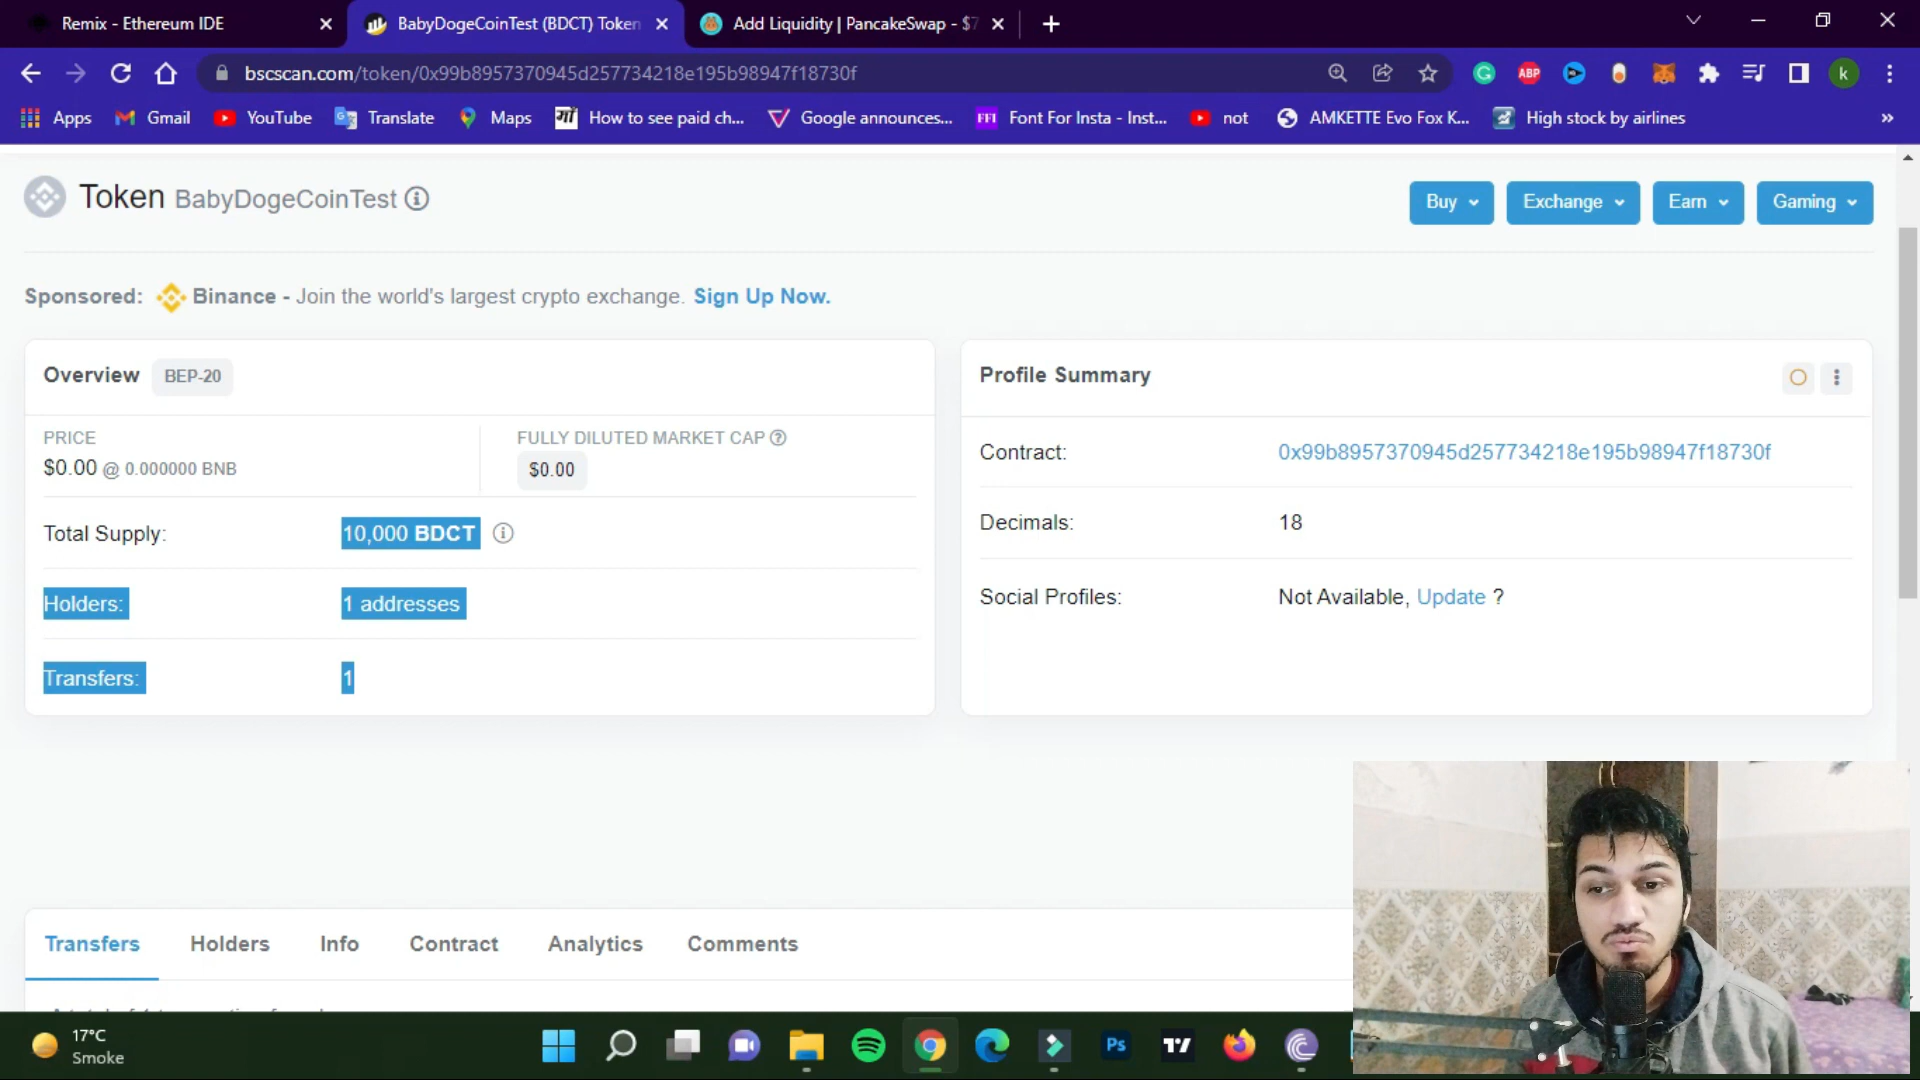 Remix - Ethereum IDE
BabyDogeCoinTest (BDCT) Token
Add Liquidity | PancakeSwap - $7
bscscan.com/token/0x99b8957370945d257734218e195b98947f18730f
ABP
k
Apps
Gmail
YouTube
Translate
Maps
How to see paid ch...
Google announces...
FFI
Font For Insta - Inst...
not
AMKETTE Evo Fox K...
High stock by airlines
»
Token BabyDogeCoinTest
Buy
Exchange
Earn
Gaming
Sponsored: Binance - Join the world's largest crypto exchange. Sign Up Now.
Overview BEP-20
PRICE
$0.00 @ 0.000000 BNB
FULLY DILUTED MARKET CAP
$0.00
Total Supply: 10,000 BDCT
Holders: 1 addresses
Transfers: 1
Profile Summary
Contract: 0x99b8957370945d257734218e195b98947f18730f
Decimals: 18
Social Profiles: Not Available, Update ?
Transfers
Holders
Info
Contract
Analytics
Comments
17°C
Smoke
Ps